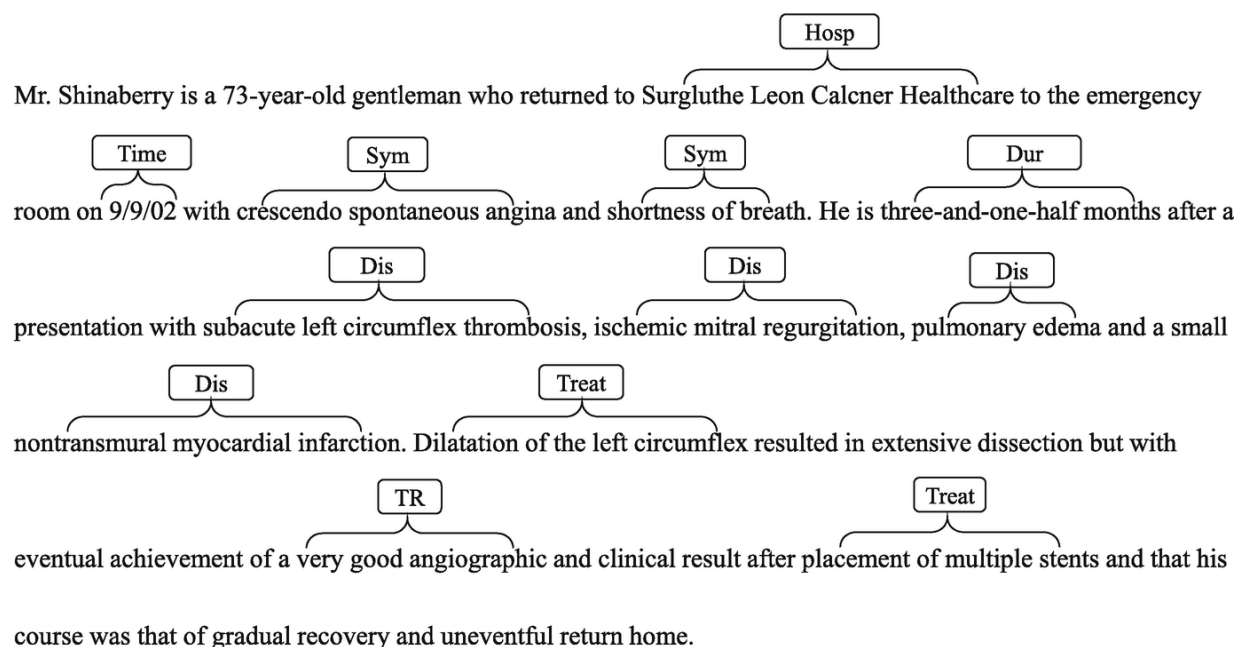 Hosp
Mr. Shinaberry is a 73-year-old gentleman who returned to Surgluthe Leon Calcner Healthcare to the emergency
Time Sym Sym Dur
room on 9/9/02 with crescendo spontaneous angina and shortness of breath. He is three-and-one-half months after a
Dis Dis Dis
presentation with subacute left circumflex thrombosis, ischemic mitral regurgitation, pulmonary edema and a small
Dis Treat
nontransmural myocardial infarction. Dilatation of the left circumflex resulted in extensive dissection but with
TR Treat
eventual achievement of a very good angiographic and clinical result after placement of multiple stents and that his
course was that of gradual recovery and uneventful return home.